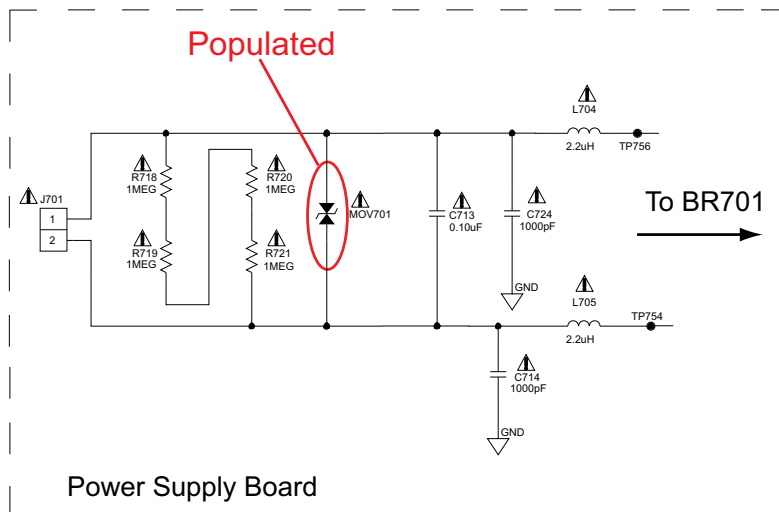 Populated
L704
2.2uH
TP756
R718
1MEG
R720
1MEG
J701
1
2
MOV701
C713
0.10uF
C724
1000pF
To BR701
R719
1MEG
R721
1MEG
GND
L705
2.2uH
TP754
C714
1000pF
GND
Power Supply Board